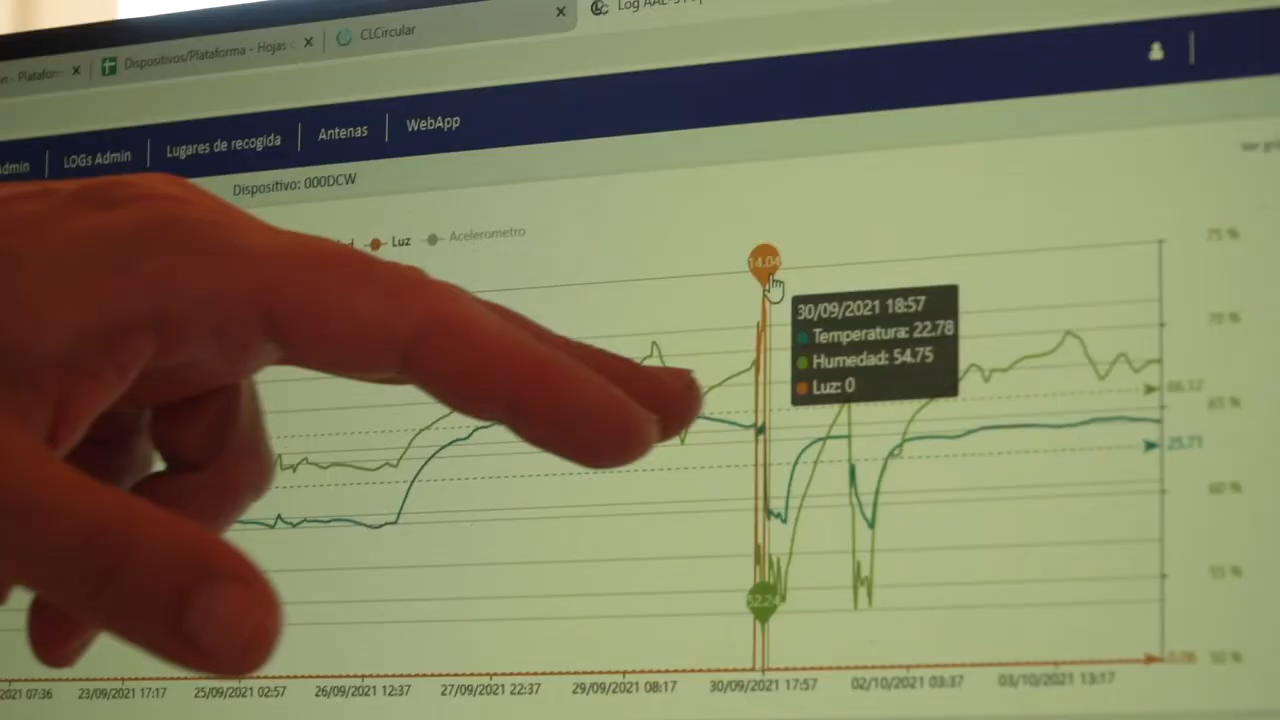 Dispositivos/Plataforma - Hojas
CLCircular
Log
LOGs Admin
Lugares de recogida
Antenas
WebApp
Dispositivo: 000DCW
Luz
Acelerometro
14.04
30/09/2021 18:57
Temperatura: 22.78
Humedad: 54.75
Luz: 0
75 %
70 %
66.12
65 %
25.71
60 %
55 %
52.24
50 %
2021 07:36
23/09/2021 17:17
25/09/2021 02:57
26/09/2021 12:37
27/09/2021 22:37
29/09/2021 08:17
30/09/2021 17:57
02/10/2021 03:37
03/10/2021 13:17